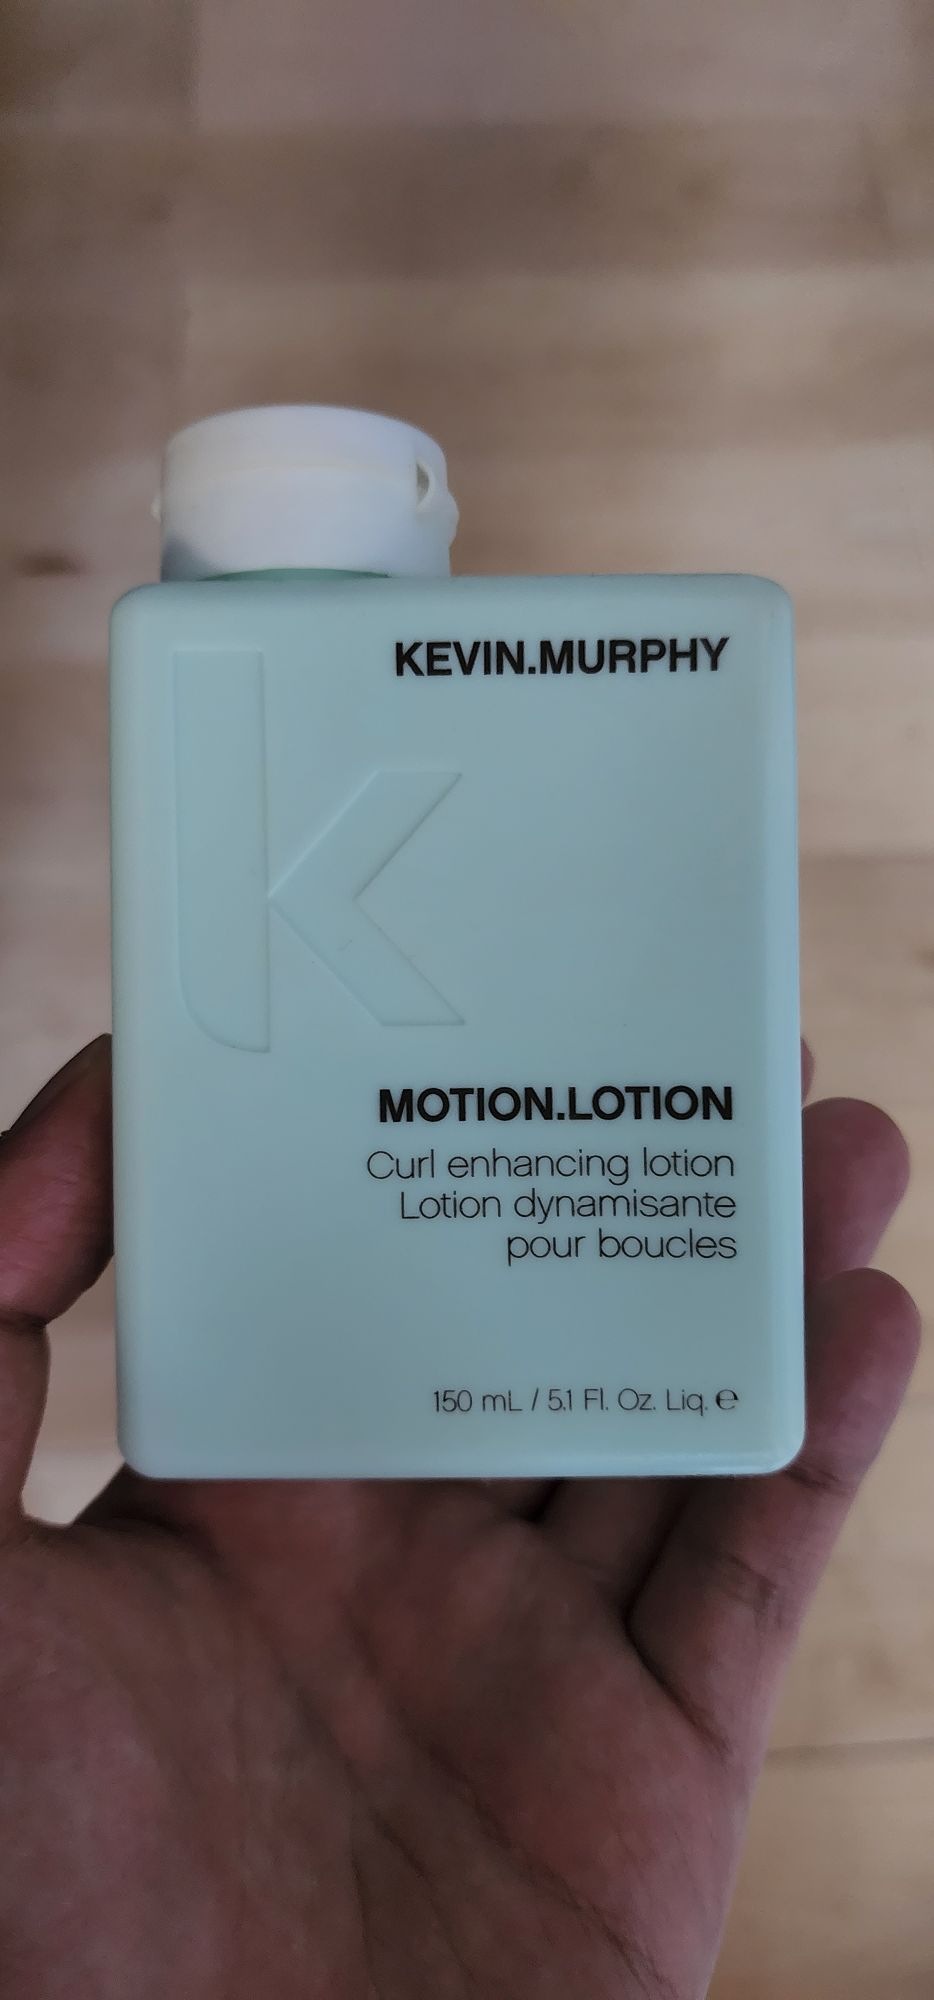 KEVIN.MURPHY
MOTION.LOTION
Curl enhancing lotion
Lotion dynamisante
pour boucles
150 mL / 5.1 Fl. Oz. Liq. ℮